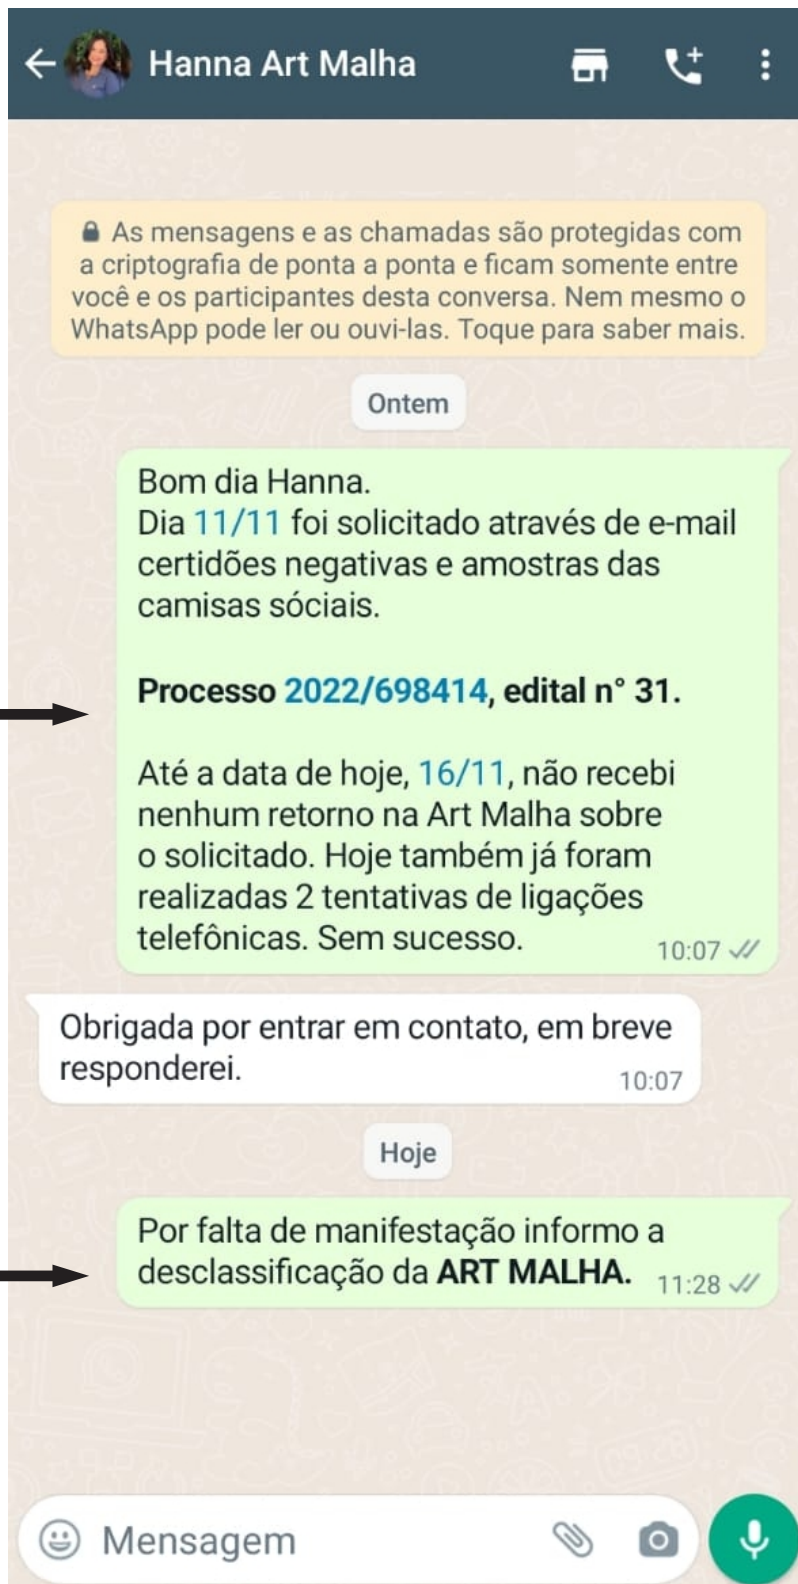 Hanna Art Malha
As mensagens e as chamadas são protegidas com
a criptografia de ponta a ponta e ficam somente entre
você e os participantes desta conversa. Nem mesmo o
WhatsApp pode ler ou ouvi-las. Toque para saber mais.
Ontem
Bom dia Hanna.
Dia 11/11 foi solicitado através de e-mail
certidões negativas e amostras das
camisas sóciais.
Processo 2022/698414, edital n° 31.
Até a data de hoje, 16/11, não recebi
nenhum retorno na Art Malha sobre
o solicitado. Hoje também já foram
realizadas 2 tentativas de ligações
telefônicas. Sem sucesso.
10:07
Obrigada por entrar em contato, em breve
responderei.
10:07
Hoje
Por falta de manifestação informo a
desclassificação da ART MALHA.
11:28
Mensagem